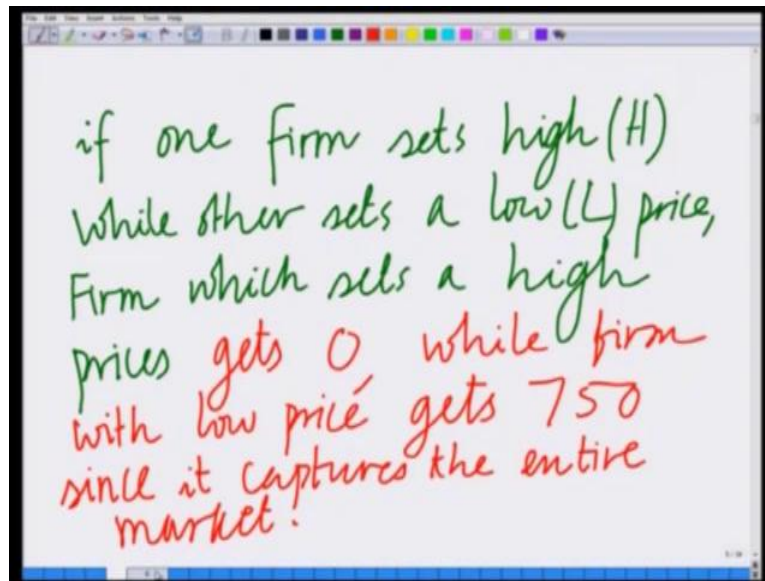 if one firm sets high (H)
while other sets a low (L) price,
Firm which sets a high
prices gets 0, while firm
with low price gets 750
since it captures the entire
market!